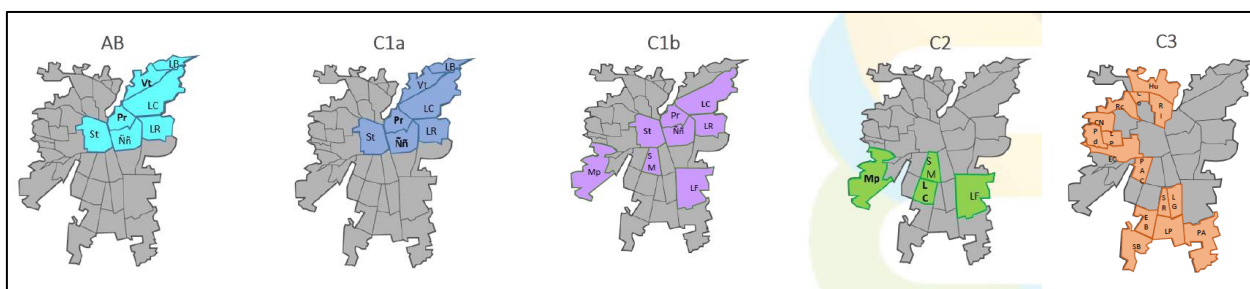 AB
LB
Vt
LC
Pr
St
Ññ
LR
C1a
LB
Vt
LC
Pr
St
Ññ
LR
C1b
LC
Pr
St
Ññ
LR
S
M
Mp
LF
C2
S
M
Mp
L
C
LF
C3
Hu
Rc
R
I
CN
P
d
L
P
EC
P
A
C
S
R
L
G
E
B
LP
PA
SB